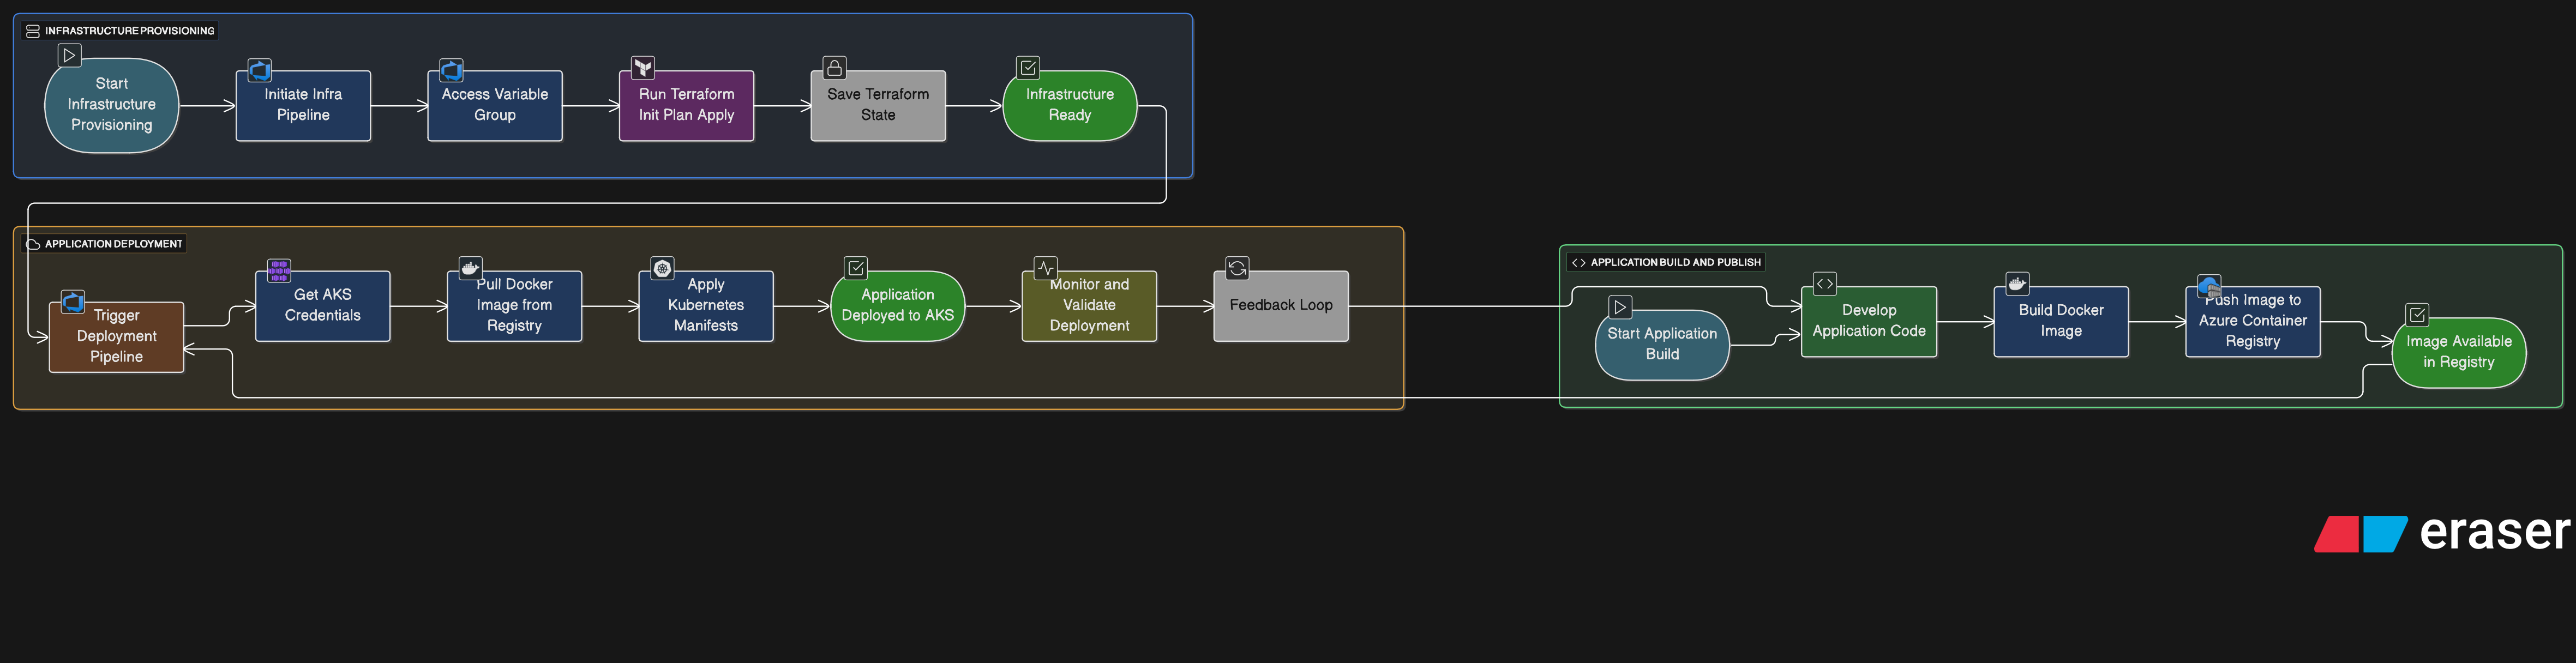 INFRASTRUCTURE PROVISIONING
Start
Infrastructure
Provisioning
Initiate Infra
Pipeline
Access Variable
Group
Run Terraform
Init Plan Apply
Save Terraform
State
Infrastructure
Ready
APPLICATION DEPLOYMENT
Trigger
Deployment
Pipeline
Get AKS
Credentials
Pull Docker
Image from
Registry
Apply
Kubernetes
Manifests
Application
Deployed to AKS
Monitor and
Validate
Deployment
Feedback Loop
APPLICATION BUILD AND PUBLISH
Start Application
Build
Develop
Application Code
Build Docker
Image
Push Image to
Azure Container
Registry
Image Available
in Registry
eraser